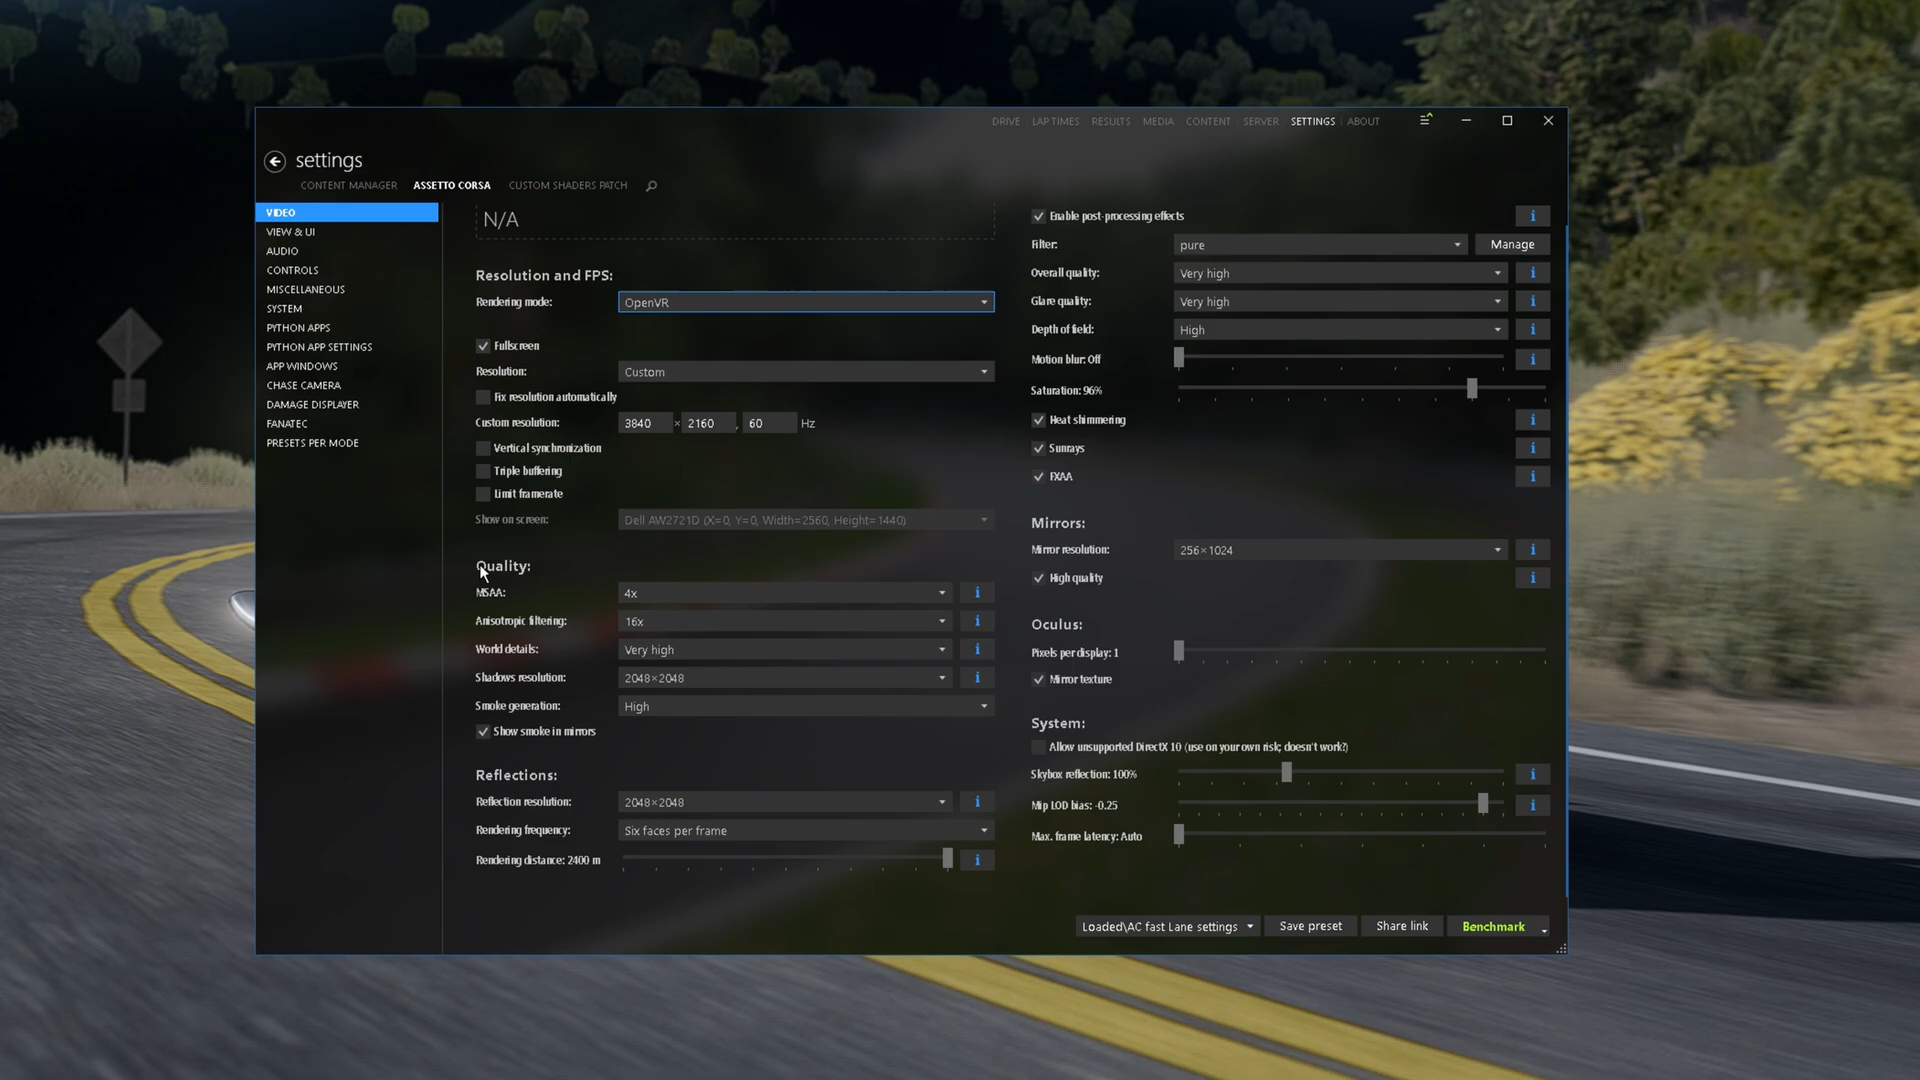 DRIVE LAP TIMES RESULTS MEDIA CONTENT SERVER SETTINGS ABOUT
settings
CONTENT MANAGER ASSETTO CORSA CUSTOM SHADERS PATCH
VIDEO
VIEW & UI
AUDIO
CONTROLS
MISCELLANEOUS
SYSTEM
PYTHON APPS
PYTHON APP SETTINGS
APP WINDOWS
CHASE CAMERA
DAMAGE DISPLAYER
FANATEC
PRESETS PER MODE
N/A
Resolution and FPS:
Rendering mode: OpenVR
Fullscreen
Resolution: Custom
Fix resolution automatically
Custom resolution: 3840 × 2160 , 60 Hz
Vertical synchronization
Triple buffering
Limit framerate
Show on screen: Dell AW2721D (X=0, Y=0, Width=2560, Height=1440)
Quality:
MSAA: 4x i
Anisotropic filtering: 16x i
World details: Very high i
Shadows resolution: 2048×2048 i
Smoke generation: High
Show smoke in mirrors
Reflections:
Reflection resolution: 2048×2048 i
Rendering frequency: Six faces per frame
Rendering distance: 2400 m i
Enable post-processing effects i
Filter: pure Manage
Overall quality: Very high i
Glare quality: Very high i
Depth of field: High i
Motion blur: Off i
Saturation: 96%
Heat shimmering i
Sunrays i
FXAA i
Mirrors:
Mirror resolution: 256×1024 i
High quality i
Oculus:
Pixels per display: 1
Mirror texture
System:
Allow unsupported DirectX 10 (use on your own risk; doesn't work?)
Skybox reflection: 100% i
Mip LOD bias: -0.25 i
Max. frame latency: Auto
Loaded\AC fast Lane settings Save preset Share link Benchmark